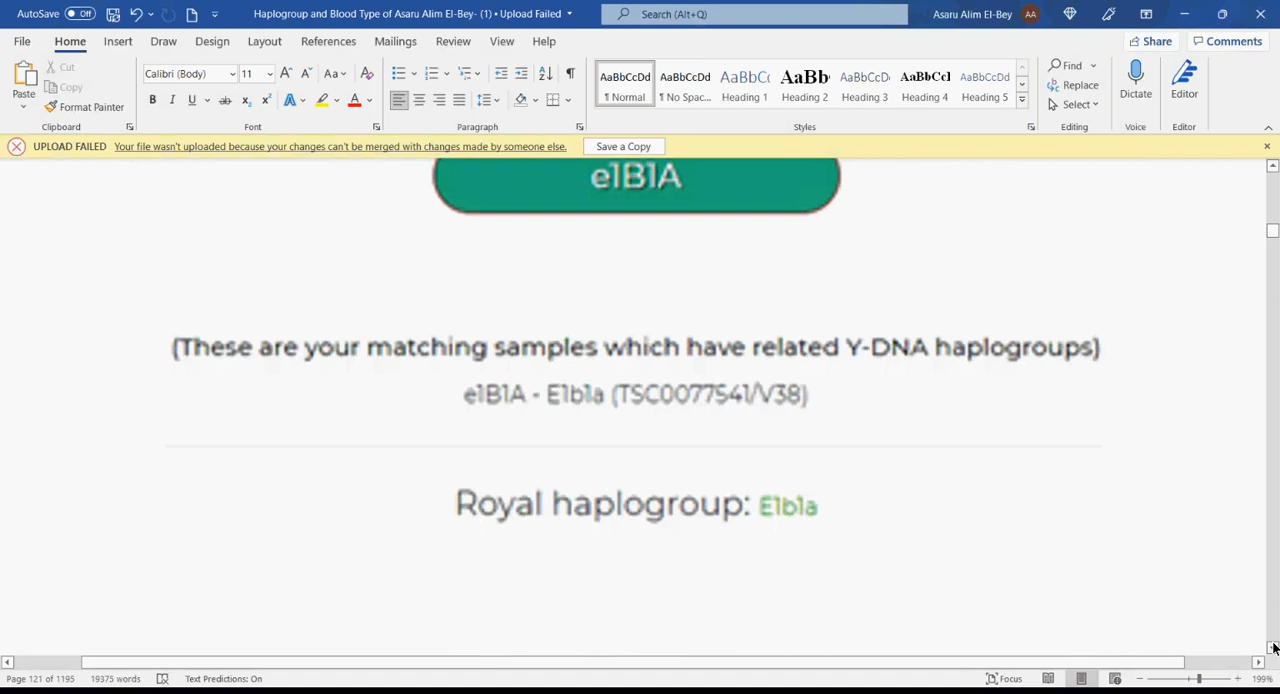 AutoSave Off Haplogroup and Blood Type of Asaru Alim El-Bey- (1) • Upload Failed Search (Alt+Q) Asaru Alim El-Bey AA
File Home Insert Draw Design Layout References Mailings Review View Help Share Comments
Paste Cut Copy Format Painter
Calibri (Body) 11
AaBbCcDd AaBbCcDd AaBbCc AaBb AaBbCcD AaBbCcl AaBbCcD
¶ Normal ¶ No Spac... Heading 1 Heading 2 Heading 3 Heading 4 Heading 5
Find Replace Select
Dictate Editor
Clipboard Font Paragraph Styles Editing Voice Editor
UPLOAD FAILED Your file wasn't uploaded because your changes can't be merged with changes made by someone else. Save a Copy
e1B1A
(These are your matching samples which have related Y-DNA haplogroups)
e1B1A - E1b1a (TSC0077541/V38)
Royal haplogroup: E1b1a
Page 121 of 1195 19375 words Text Predictions: On Focus 199%